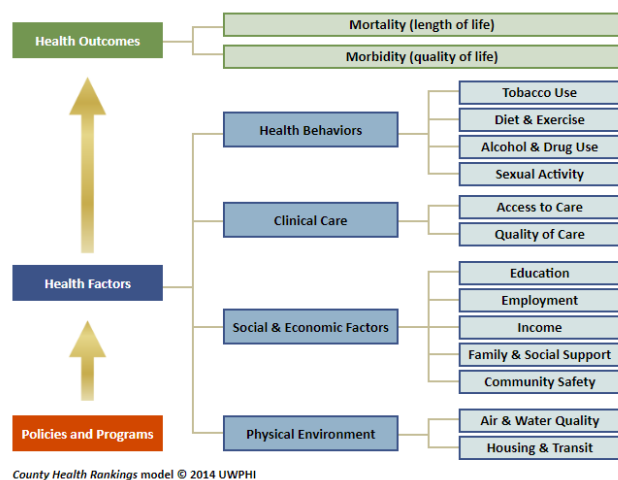 Health Outcomes
Mortality (length of life)
Morbidity (quality of life)
Health Factors
Health Behaviors
Tobacco Use
Diet & Exercise
Alcohol & Drug Use
Sexual Activity
Clinical Care
Access to Care
Quality of Care
Social & Economic Factors
Education
Employment
Income
Family & Social Support
Community Safety
Physical Environment
Air & Water Quality
Housing & Transit
Policies and Programs
County Health Rankings model © 2014 UWPHI